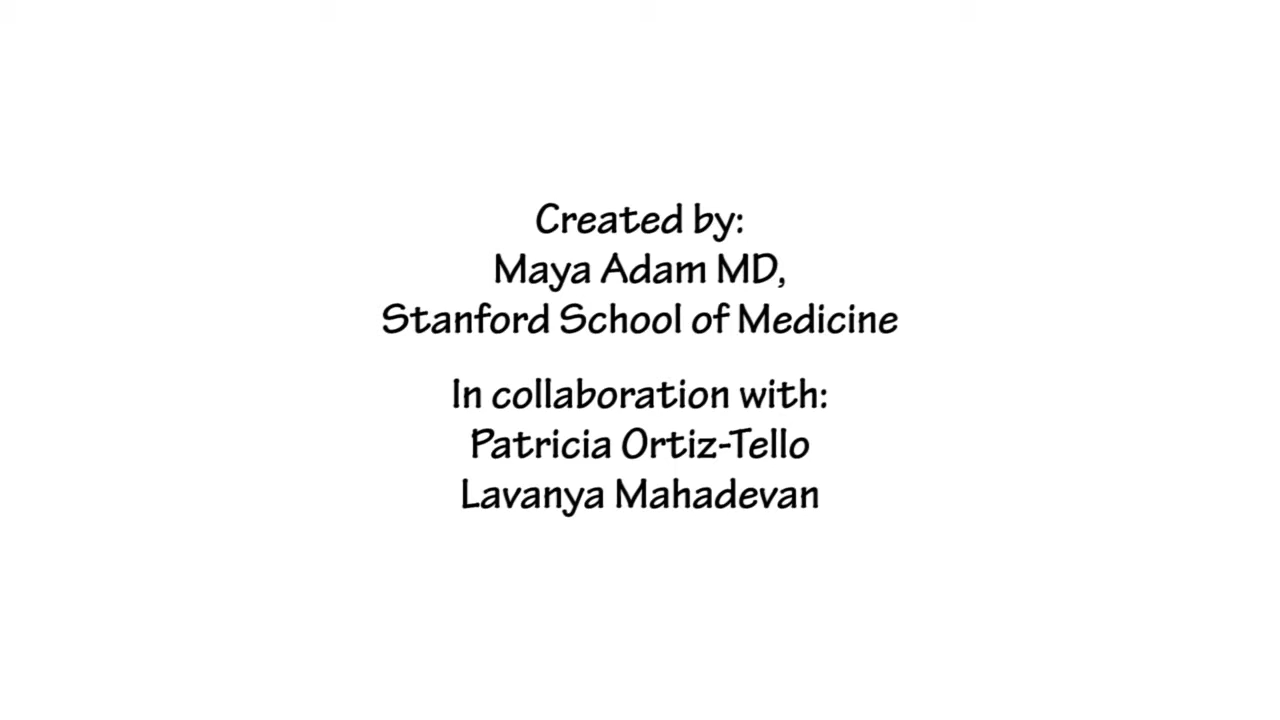 Created by:
Maya Adam MD,
Stanford School of Medicine
In collaboration with:
Patricia Ortiz-Tello
Lavanya Mahadevan